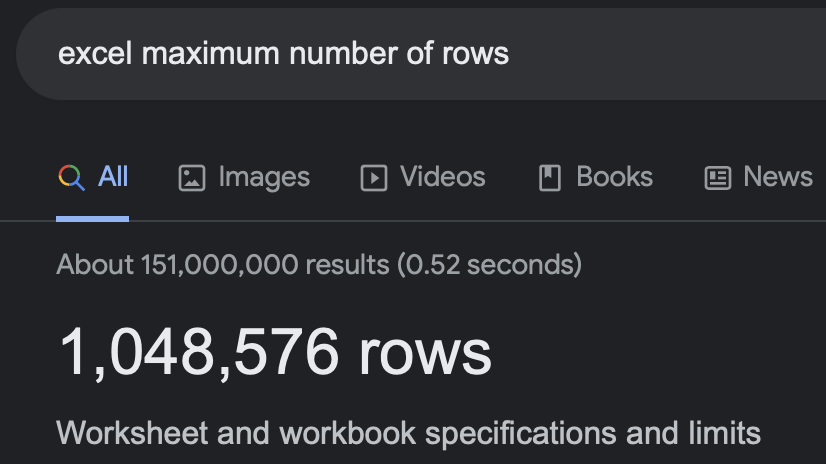 excel maximum number of rows
All Images Videos Books News
About 151,000,000 results (0.52 seconds)
1,048,576 rows
Worksheet and workbook specifications and limits